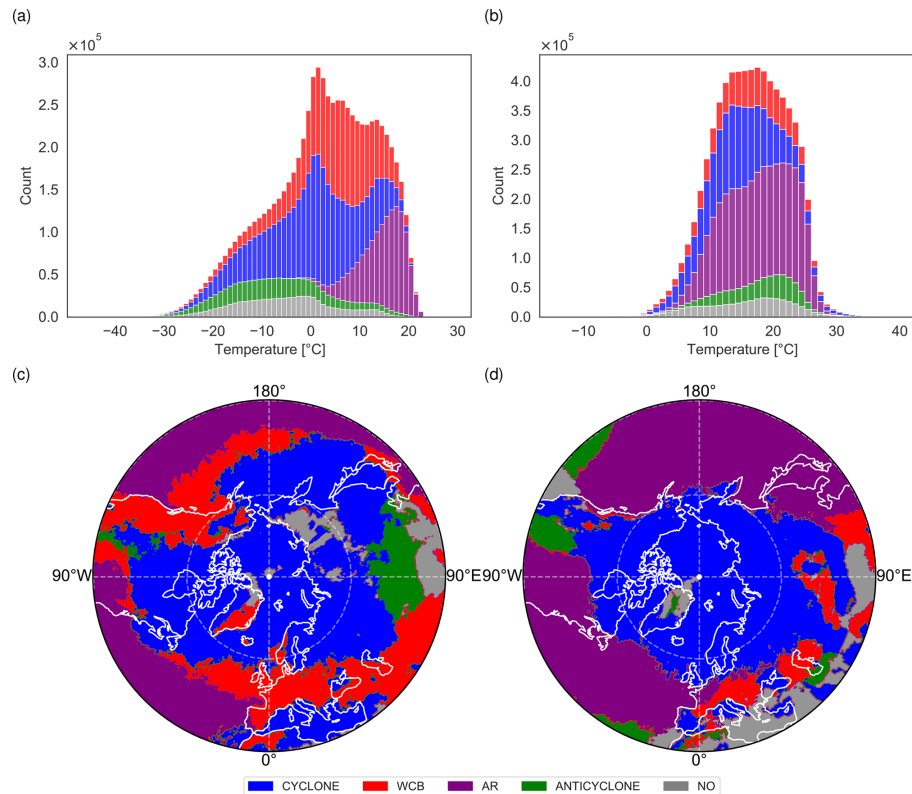 (a)
(b)
×10⁵
×10⁵
3.0
2.5
2.0
1.5
1.0
0.5
0.0
Count
−40
−30
−20
−10
0
10
20
30
Temperature [°C]
4.0
3.5
3.0
2.5
2.0
1.5
1.0
0.5
0.0
Count
−10
0
10
20
30
40
Temperature [°C]
(c)
(d)
180°
90°W
90°E
0°
180°
90°W
90°E
0°
CYCLONE WCB AR ANTICYCLONE NO